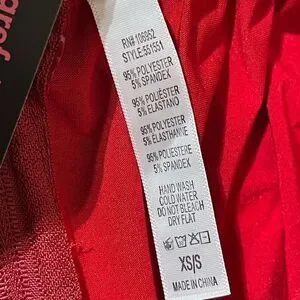 RN# 106952
STYLE:551551
95% POLYESTER
5% SPANDEX
95% POLIÉSTER
5% ELASTANO
95% POLYESTER
5% ELASTHANNE
95% POLIESTERE
5% SPANDEX
HAND WASH
COLD WATER
DO NOT BLEACH
DRY FLAT
XS/S
MADE IN CHINA